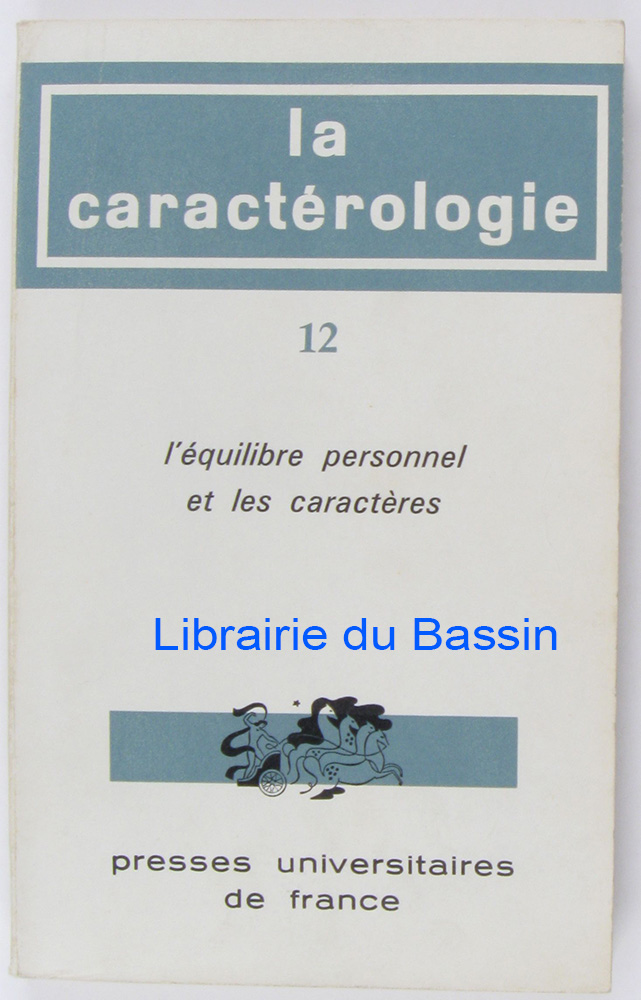 la
caractérologie
12
l'équilibre personnel
et les caractères
Librairie du Bassin
presses universitaires
de france